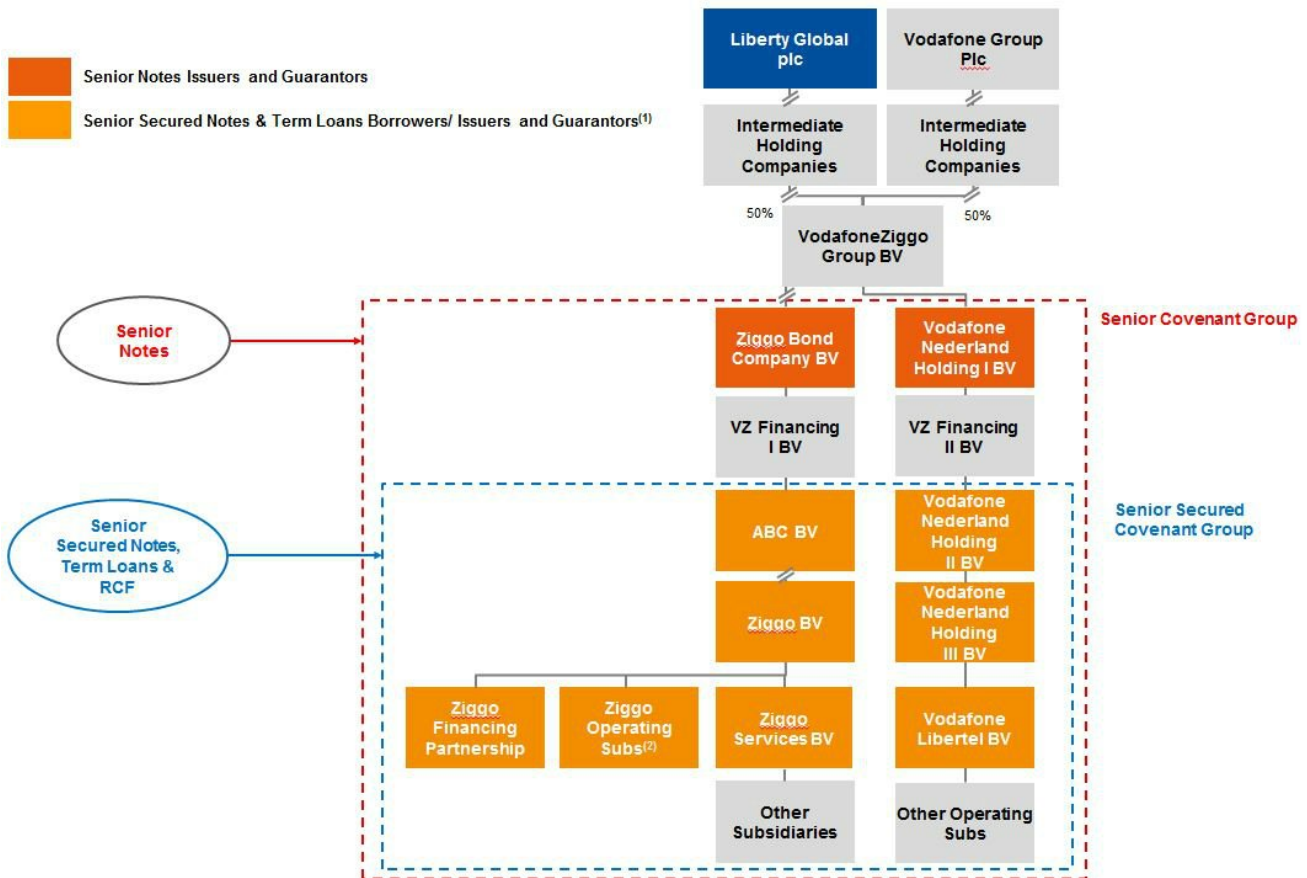 Liberty Global
plc
Vodafone Group
Plc
Senior Notes Issuers and Guarantors
Senior Secured Notes & Term Loans Borrowers/ Issuers and Guarantors(1)
Intermediate
Holding
Companies
Intermediate
Holding
Companies
50%
50%
VodafoneZiggo
Group BV
Senior
Notes
Senior Covenant Group
Ziggo Bond
Company BV
Vodafone
Nederland
Holding I BV
VZ Financing
I BV
VZ Financing
II BV
Senior
Secured Notes,
Term Loans &
RCF
Senior Secured
Covenant Group
ABC BV
Vodafone
Nederland
Holding
II BV
Ziggo BV
Vodafone
Nederland
Holding
III BV
Ziggo
Financing
Partnership
Ziggo
Operating
Subs(2)
Ziggo
Services BV
Vodafone
Libertel BV
Other
Subsidiaries
Other Operating
Subs